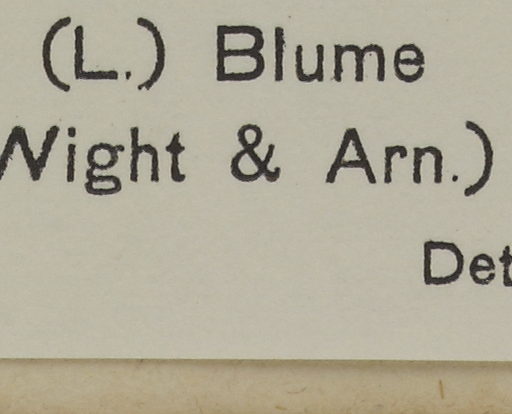 (L.) Blume
Wight & Arn.)
Det